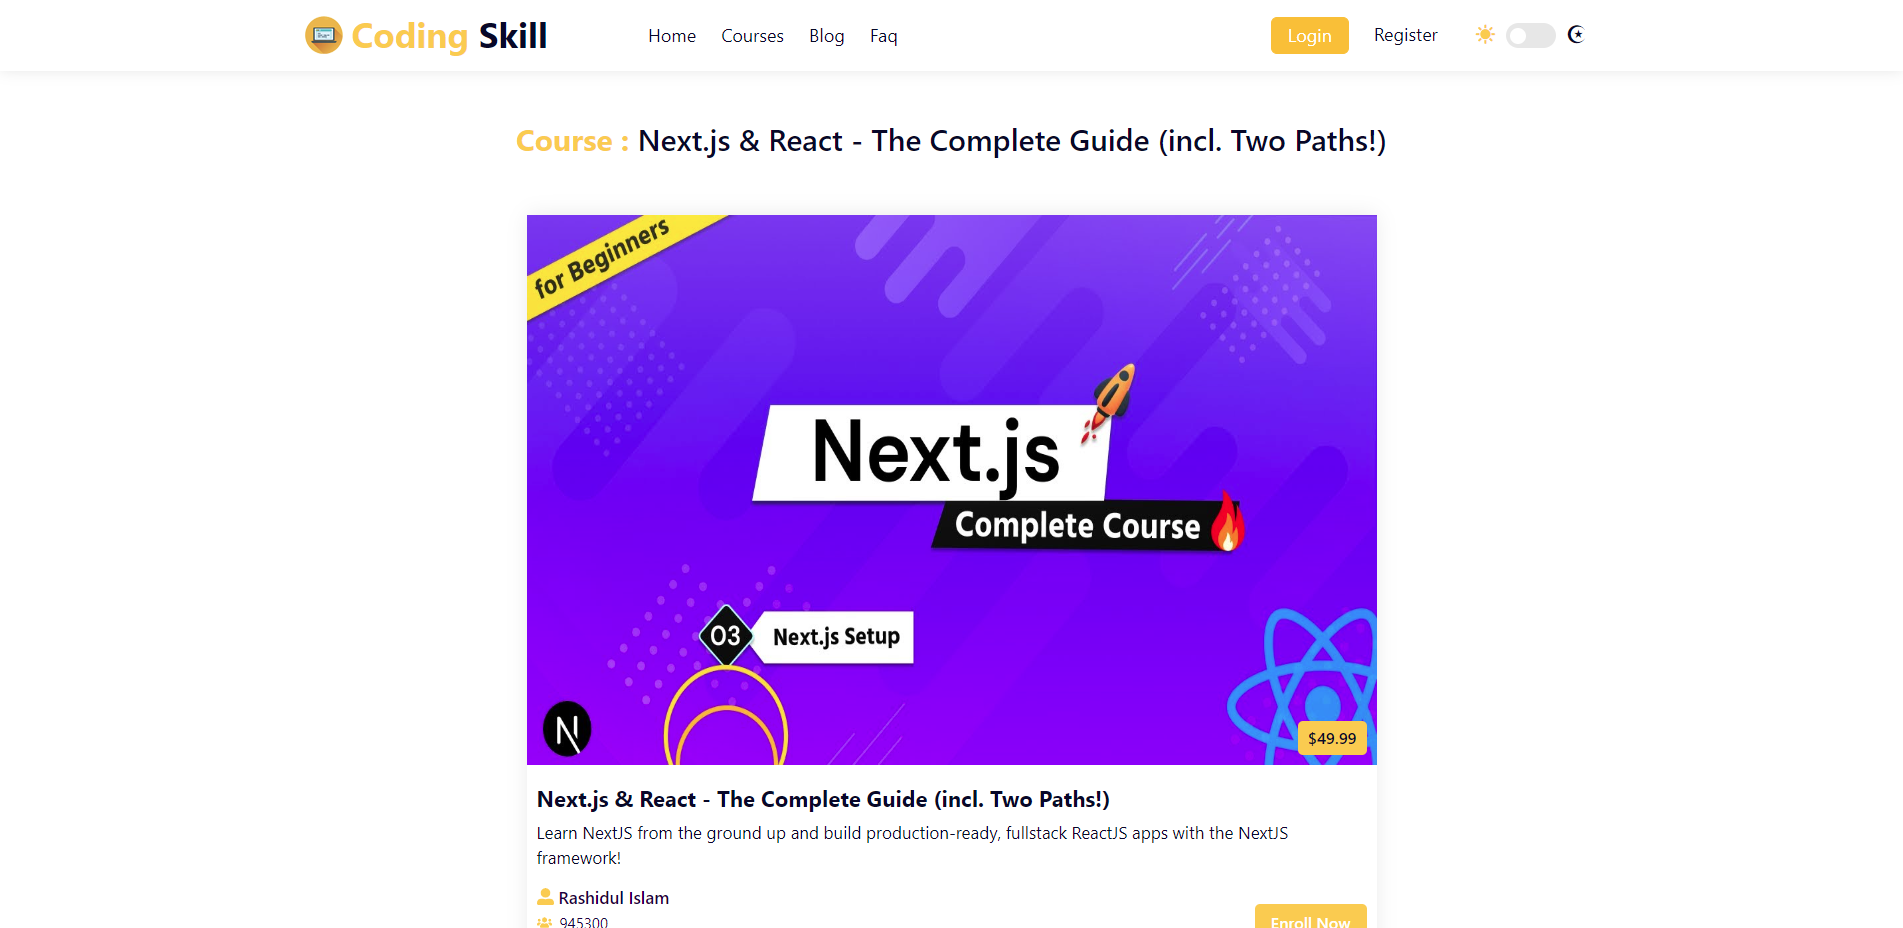 Coding Skill
Home
Courses
Blog
Faq
Login
Register
Course : Next.js & React - The Complete Guide (incl. Two Paths!)
for Beginners
Next.js
Complete Course
03
Next.js Setup
N
$49.99
Next.js & React - The Complete Guide (incl. Two Paths!)
Learn NextJS from the ground up and build production-ready, fullstack ReactJS apps with the NextJS
framework!
Rashidul Islam
945300
Enroll Now